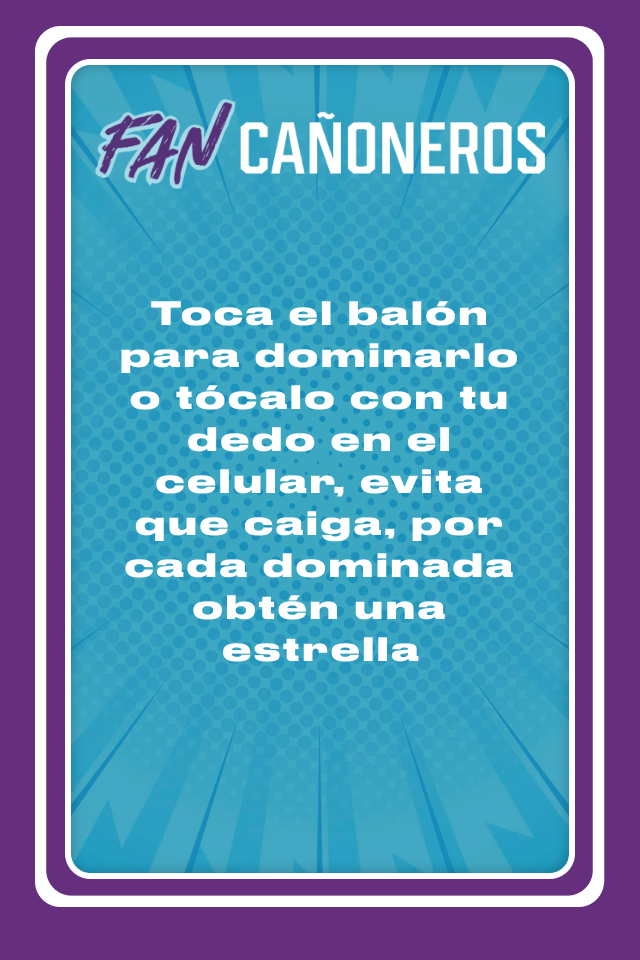 FAN CAÑONEROS
Toca el balón
para dominarlo
o tócalo con tu
dedo en el
celular, evita
que caiga, por
cada dominada
obtén una
estrella